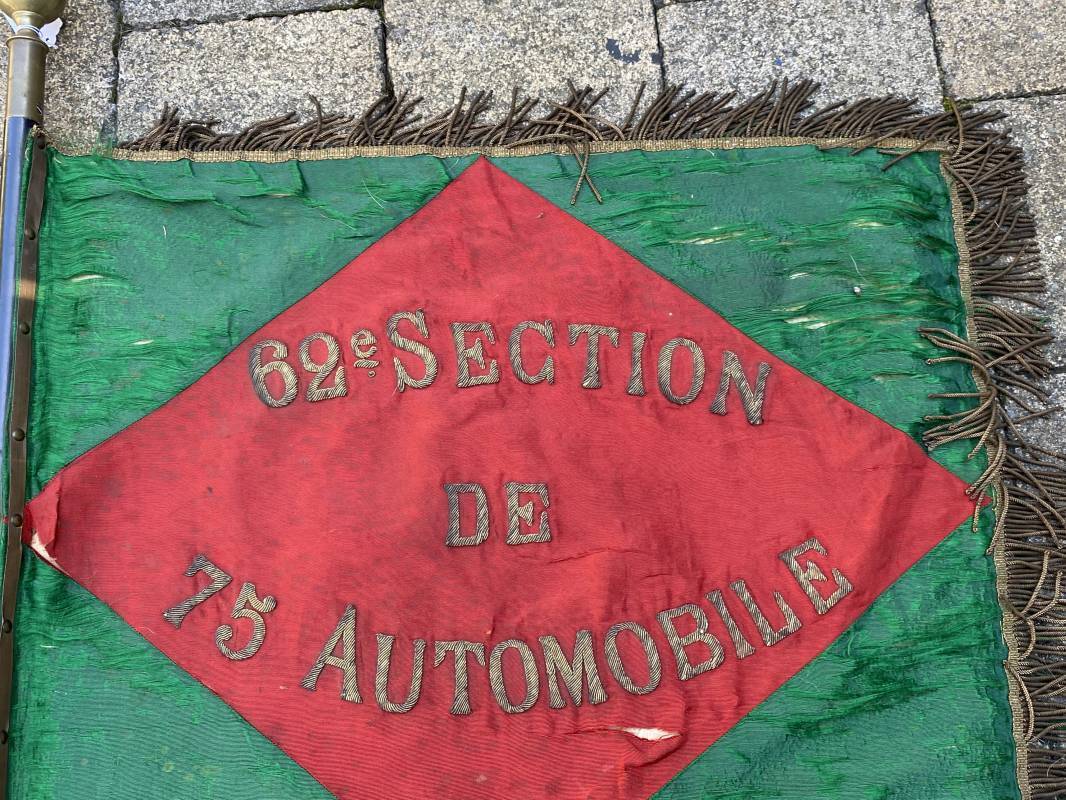 62e SECTION
DE
75 AUTOMOBILE